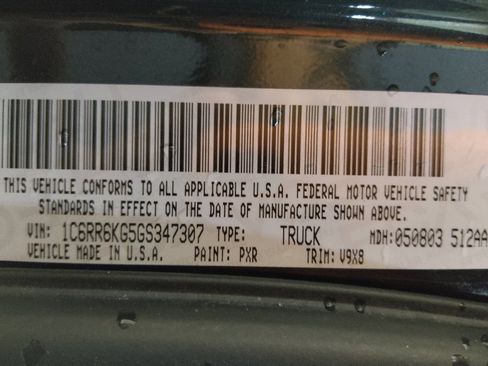 THIS VEHICLE CONFORMS TO ALL APPLICABLE U.S.A. FEDERAL MOTOR VEHICLE SAFETY
STANDARDS IN EFFECT ON THE DATE OF MANUFACTURE SHOWN ABOVE.
VIN: 1C6RR6KG5GS347307 TYPE: TRUCK MDH: 050803 512AA
VEHICLE MADE IN U.S.A. PAINT: PXR TRIM: V9X8